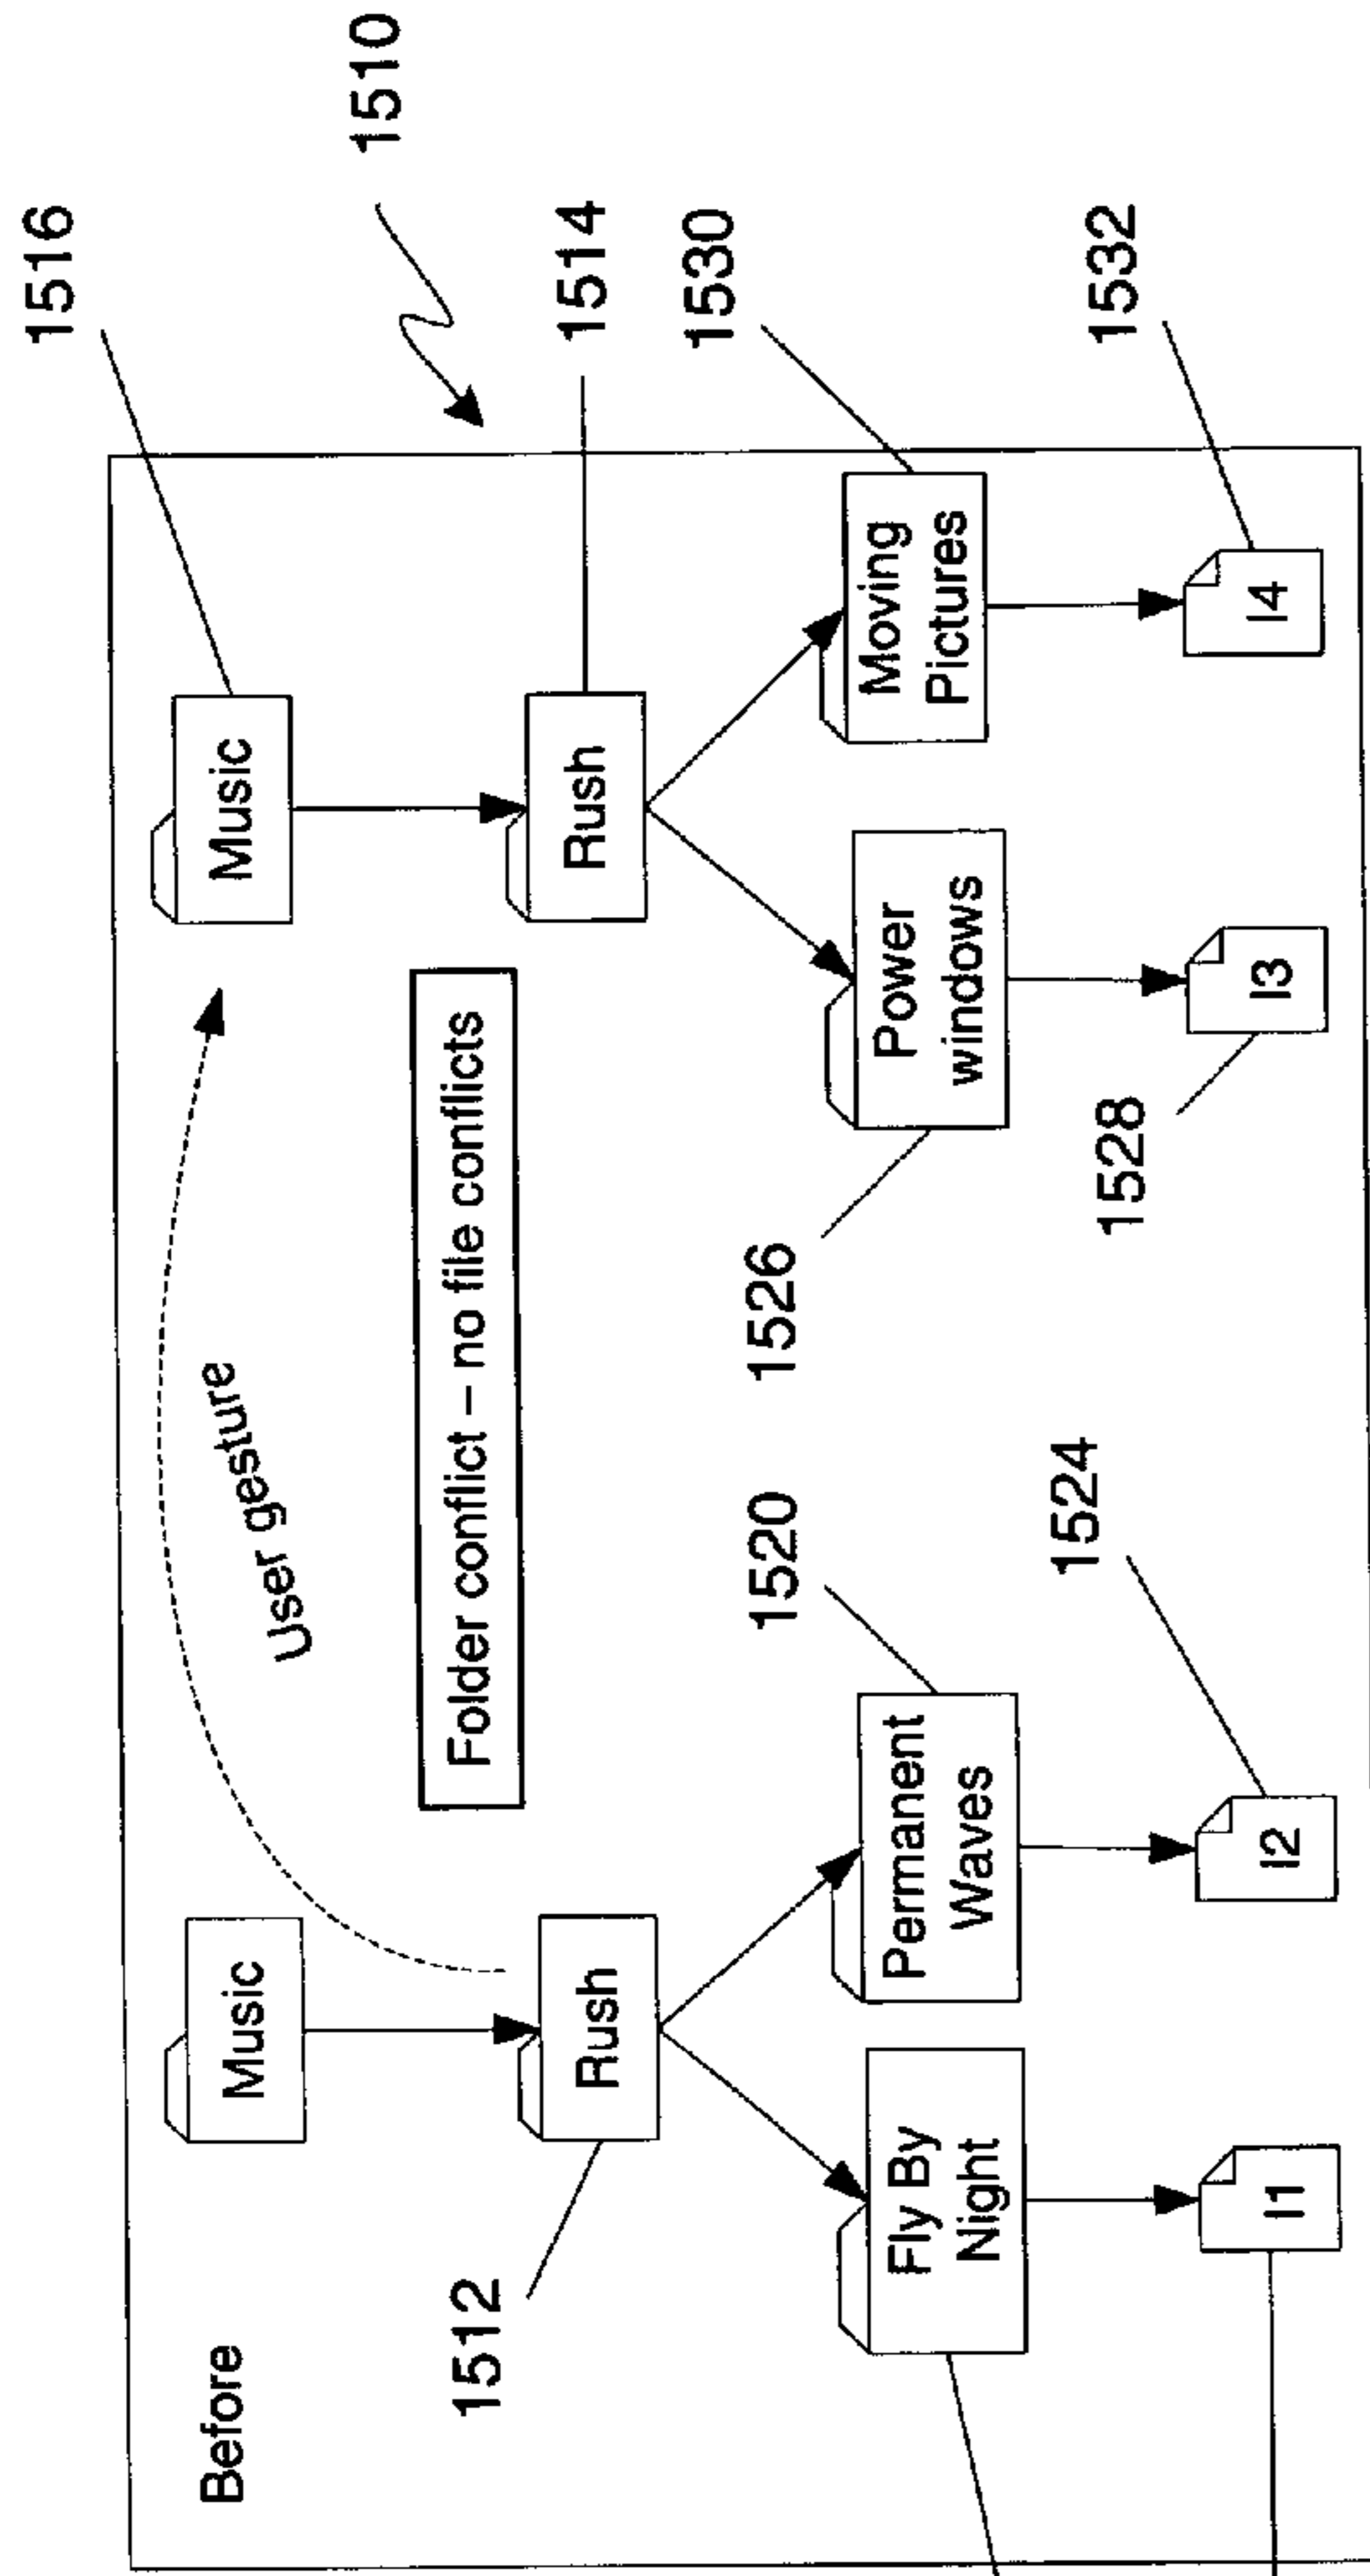 Before
User gesture
1516
1510
Music
Music
Folder conflict – no file conflicts
1512
Rush
Rush
1514
1520
1526
1530
Fly By
Night
Permanent
Waves
Power
windows
Moving
Pictures
1524
1528
1532
I1
I2
I3
I4